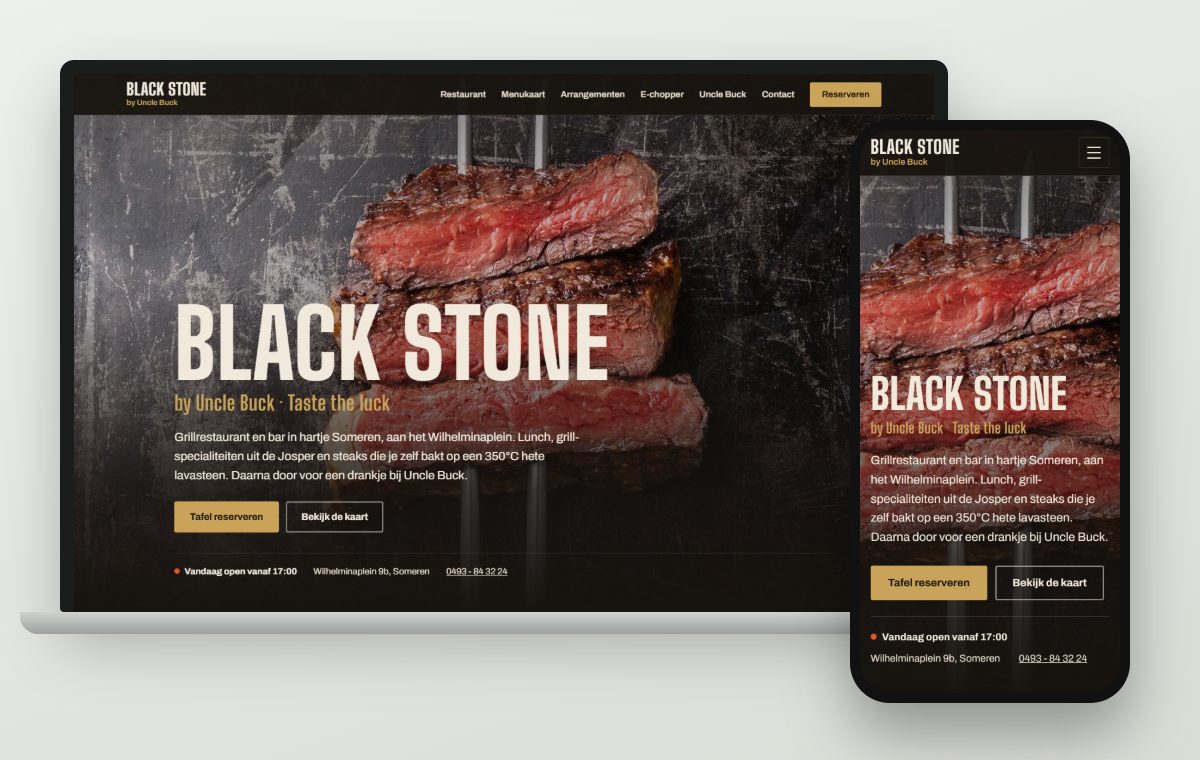 BLACK STONE
by Uncle Buck
Restaurant Menukaart Arrangementen E-chopper Uncle Buck Contact Reserveren
BLACK STONE
by Uncle Buck · Taste the luck
Grillrestaurant en bar in hartje Someren, aan het Wilhelminaplein. Lunch, grill-
specialiteiten uit de Josper en steaks die je zelf bakt op een 350°C hete
lavasteen. Daarna door voor een drankje bij Uncle Buck.
Tafel reserveren Bekijk de kaart
Vandaag open vanaf 17:00 Wilhelminaplein 9b, Someren 0493 - 84 32 24
BLACK STONE
by Uncle Buck
BLACK STONE
by Uncle Buck · Taste the luck
Grillrestaurant en bar in hartje Someren, aan
het Wilhelminaplein. Lunch, grill-
specialiteiten uit de Josper en steaks die je
zelf bakt op een 350°C hete lavasteen.
Daarna door voor een drankje bij Uncle Buck.
Tafel reserveren Bekijk de kaart
Vandaag open vanaf 17:00
Wilhelminaplein 9b, Someren 0493 - 84 32 24